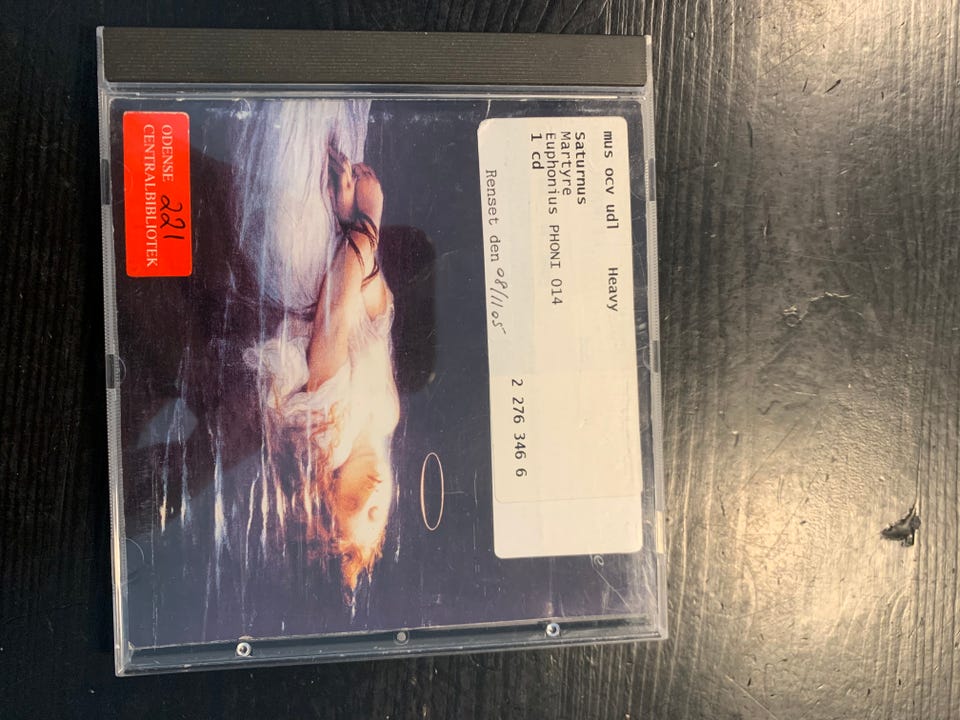 mus ocv udl Heavy
Saturnus
Martyre
Euphonius PHONI 014
1 cd
Renset den 08/11 05
2 276 346 6
ODENSE
221
CENTRALBIBLIOTEK